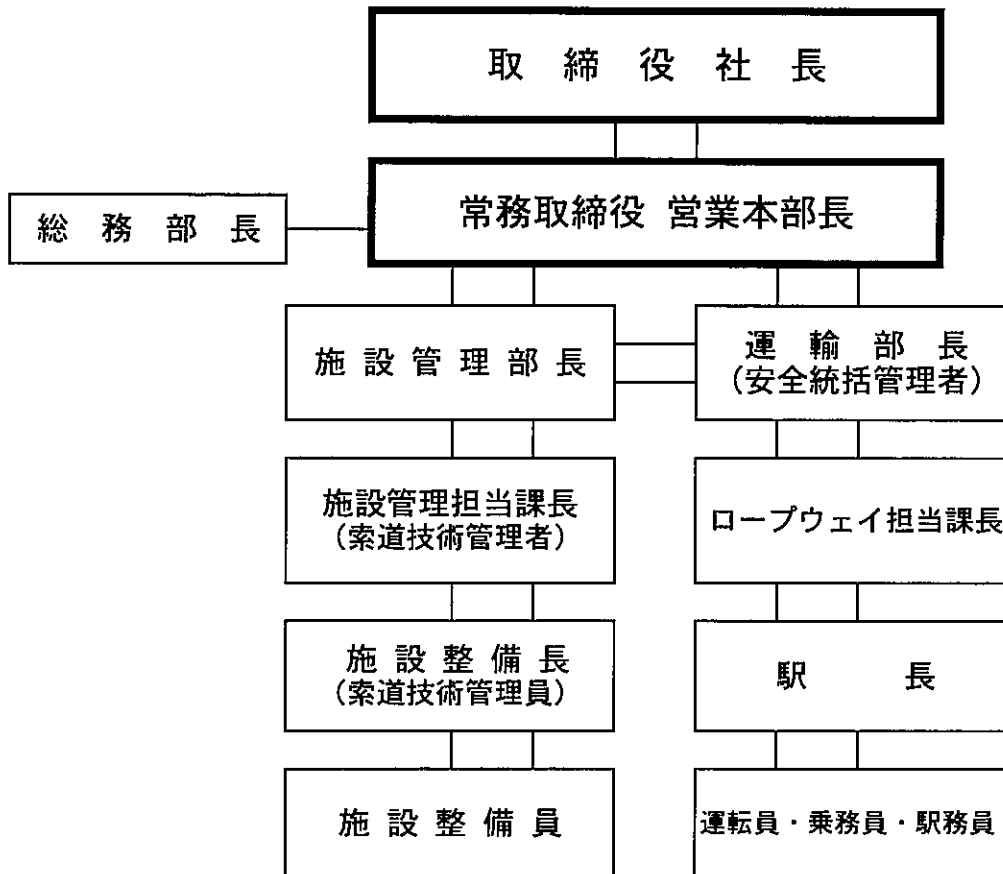 取締役社長
総務部長
常務取締役 営業本部長
施設管理部長
運輸部長
（安全統括管理者）
施設管理担当課長
（索道技術管理者）
ロープウェイ担当課長
施設整備長
（索道技術管理員）
駅長
施設整備員
運転員・乗務員・駅務員